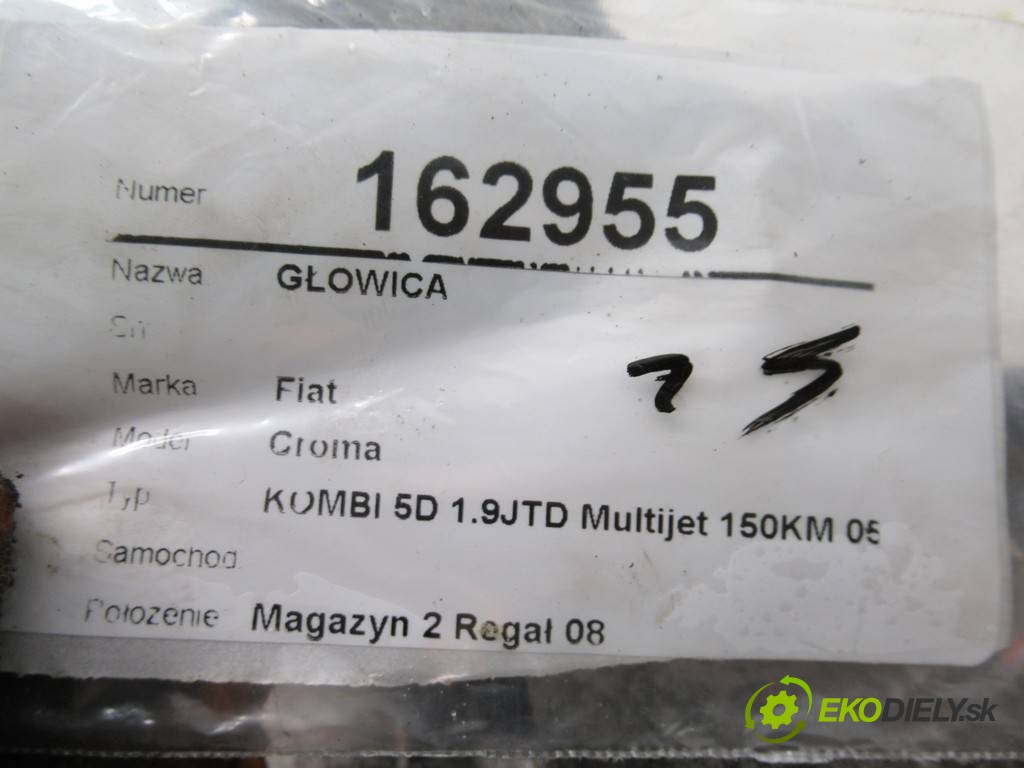 Numer 162955
Nazwa GŁOWICA
Marka Fiat
Model Croma
Typ KOMBI 5D 1.9JTD Multijet 150KM 05
Samochod
Położenie Magazyn 2 Regał 08
EKODIELY.sk